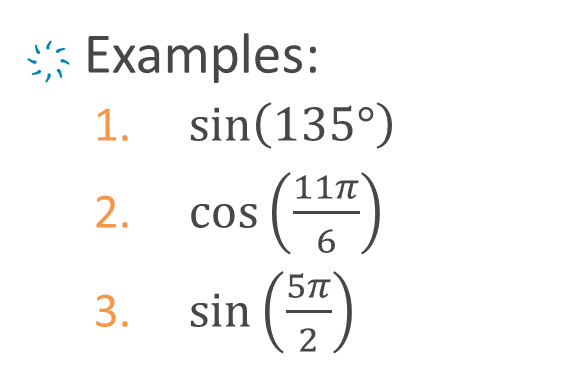 Examples:
1. sin(135°)
2. cos(11π/6)
3. sin(5π/2)